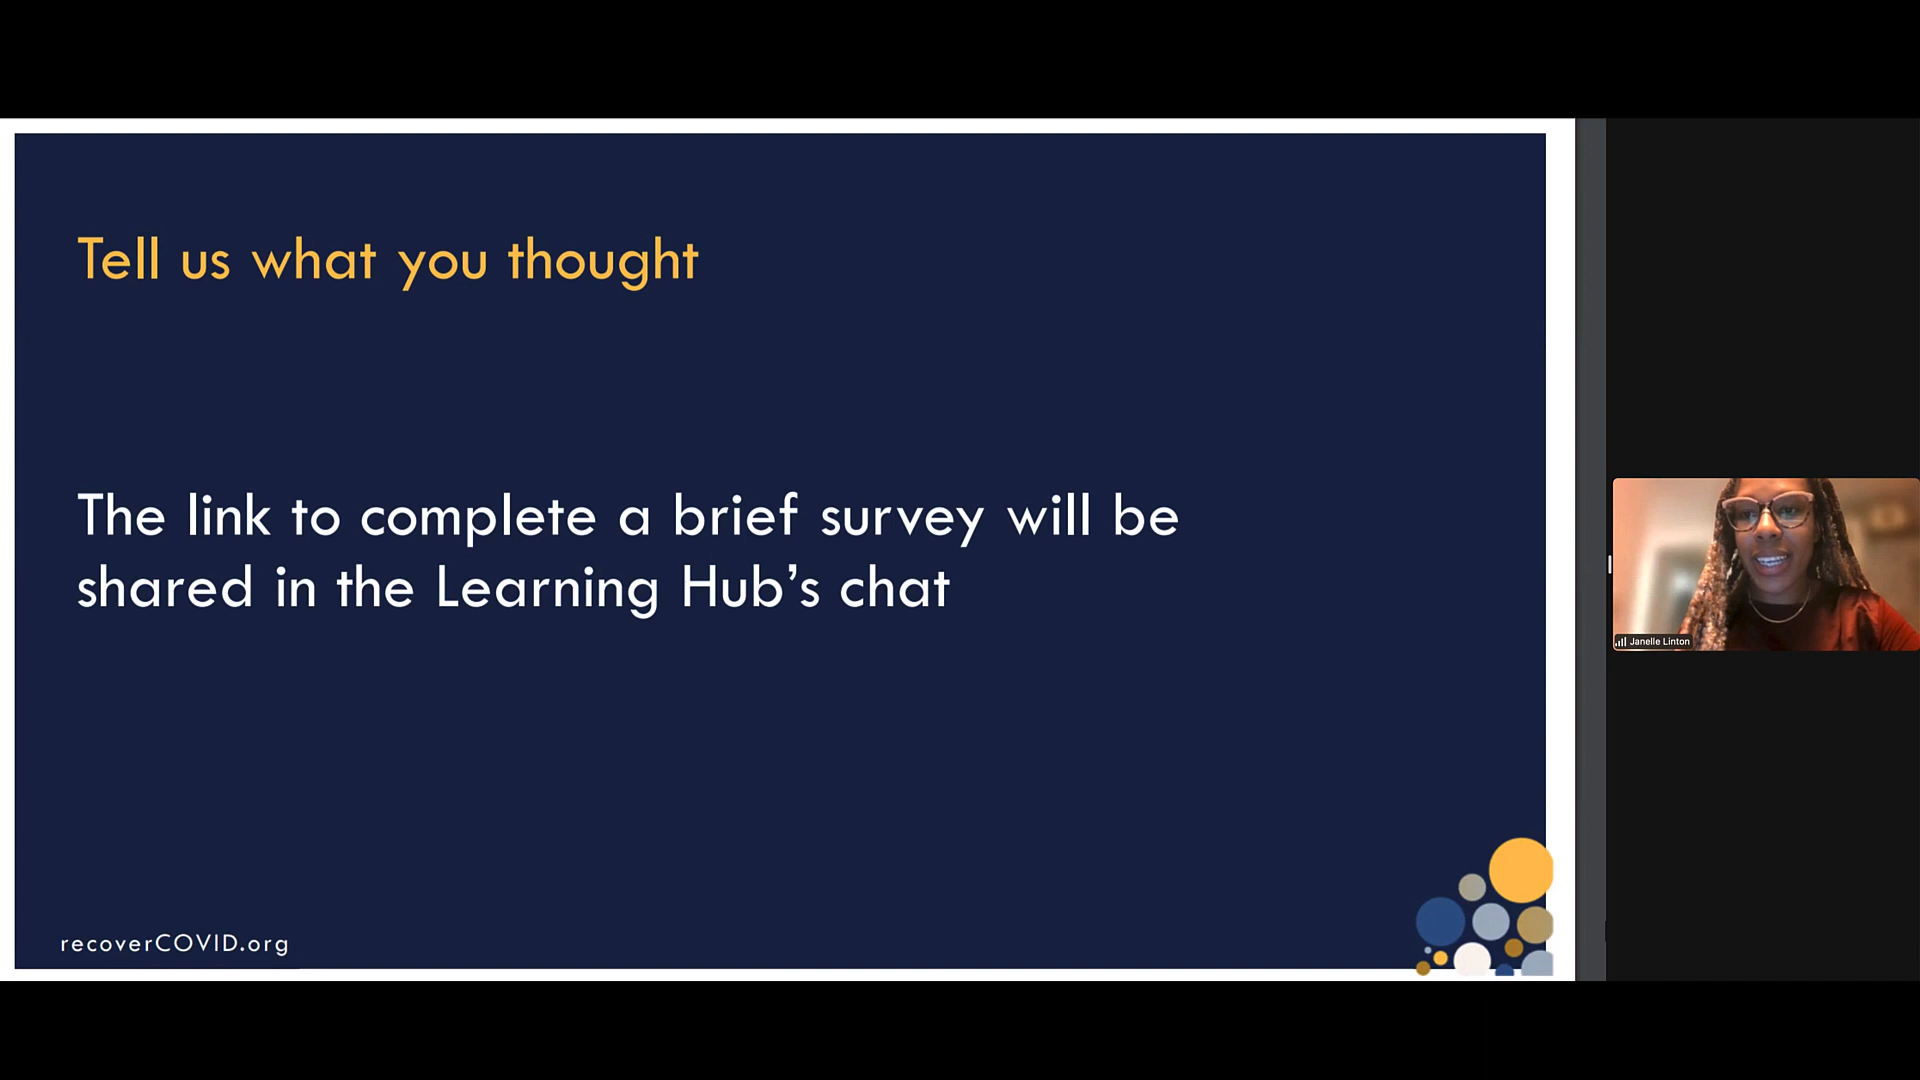 Tell us what you thought
The link to complete a brief survey will be
shared in the Learning Hub’s chat
recoverCOVID.org
Janelle Linton